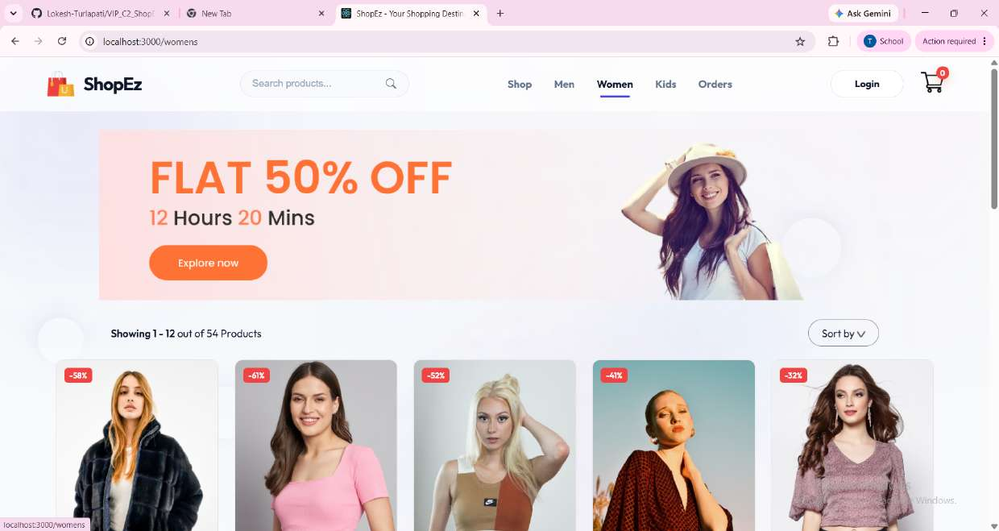 Lokesh-Turlapati/VIP_C2_ShopE
New Tab
ShopEz - Your Shopping Destin
Ask Gemini
localhost:3000/womens
T
School
Action required
U
ShopEz
Search products...
Shop
Men
Women
Kids
Orders
Login
0
FLAT 50% OFF
12 Hours 20 Mins
Explore now
Showing 1 - 12 out of 54 Products
Sort by
-58%
-61%
-52%
-41%
-32%
Windows.
localhost:3000/womens